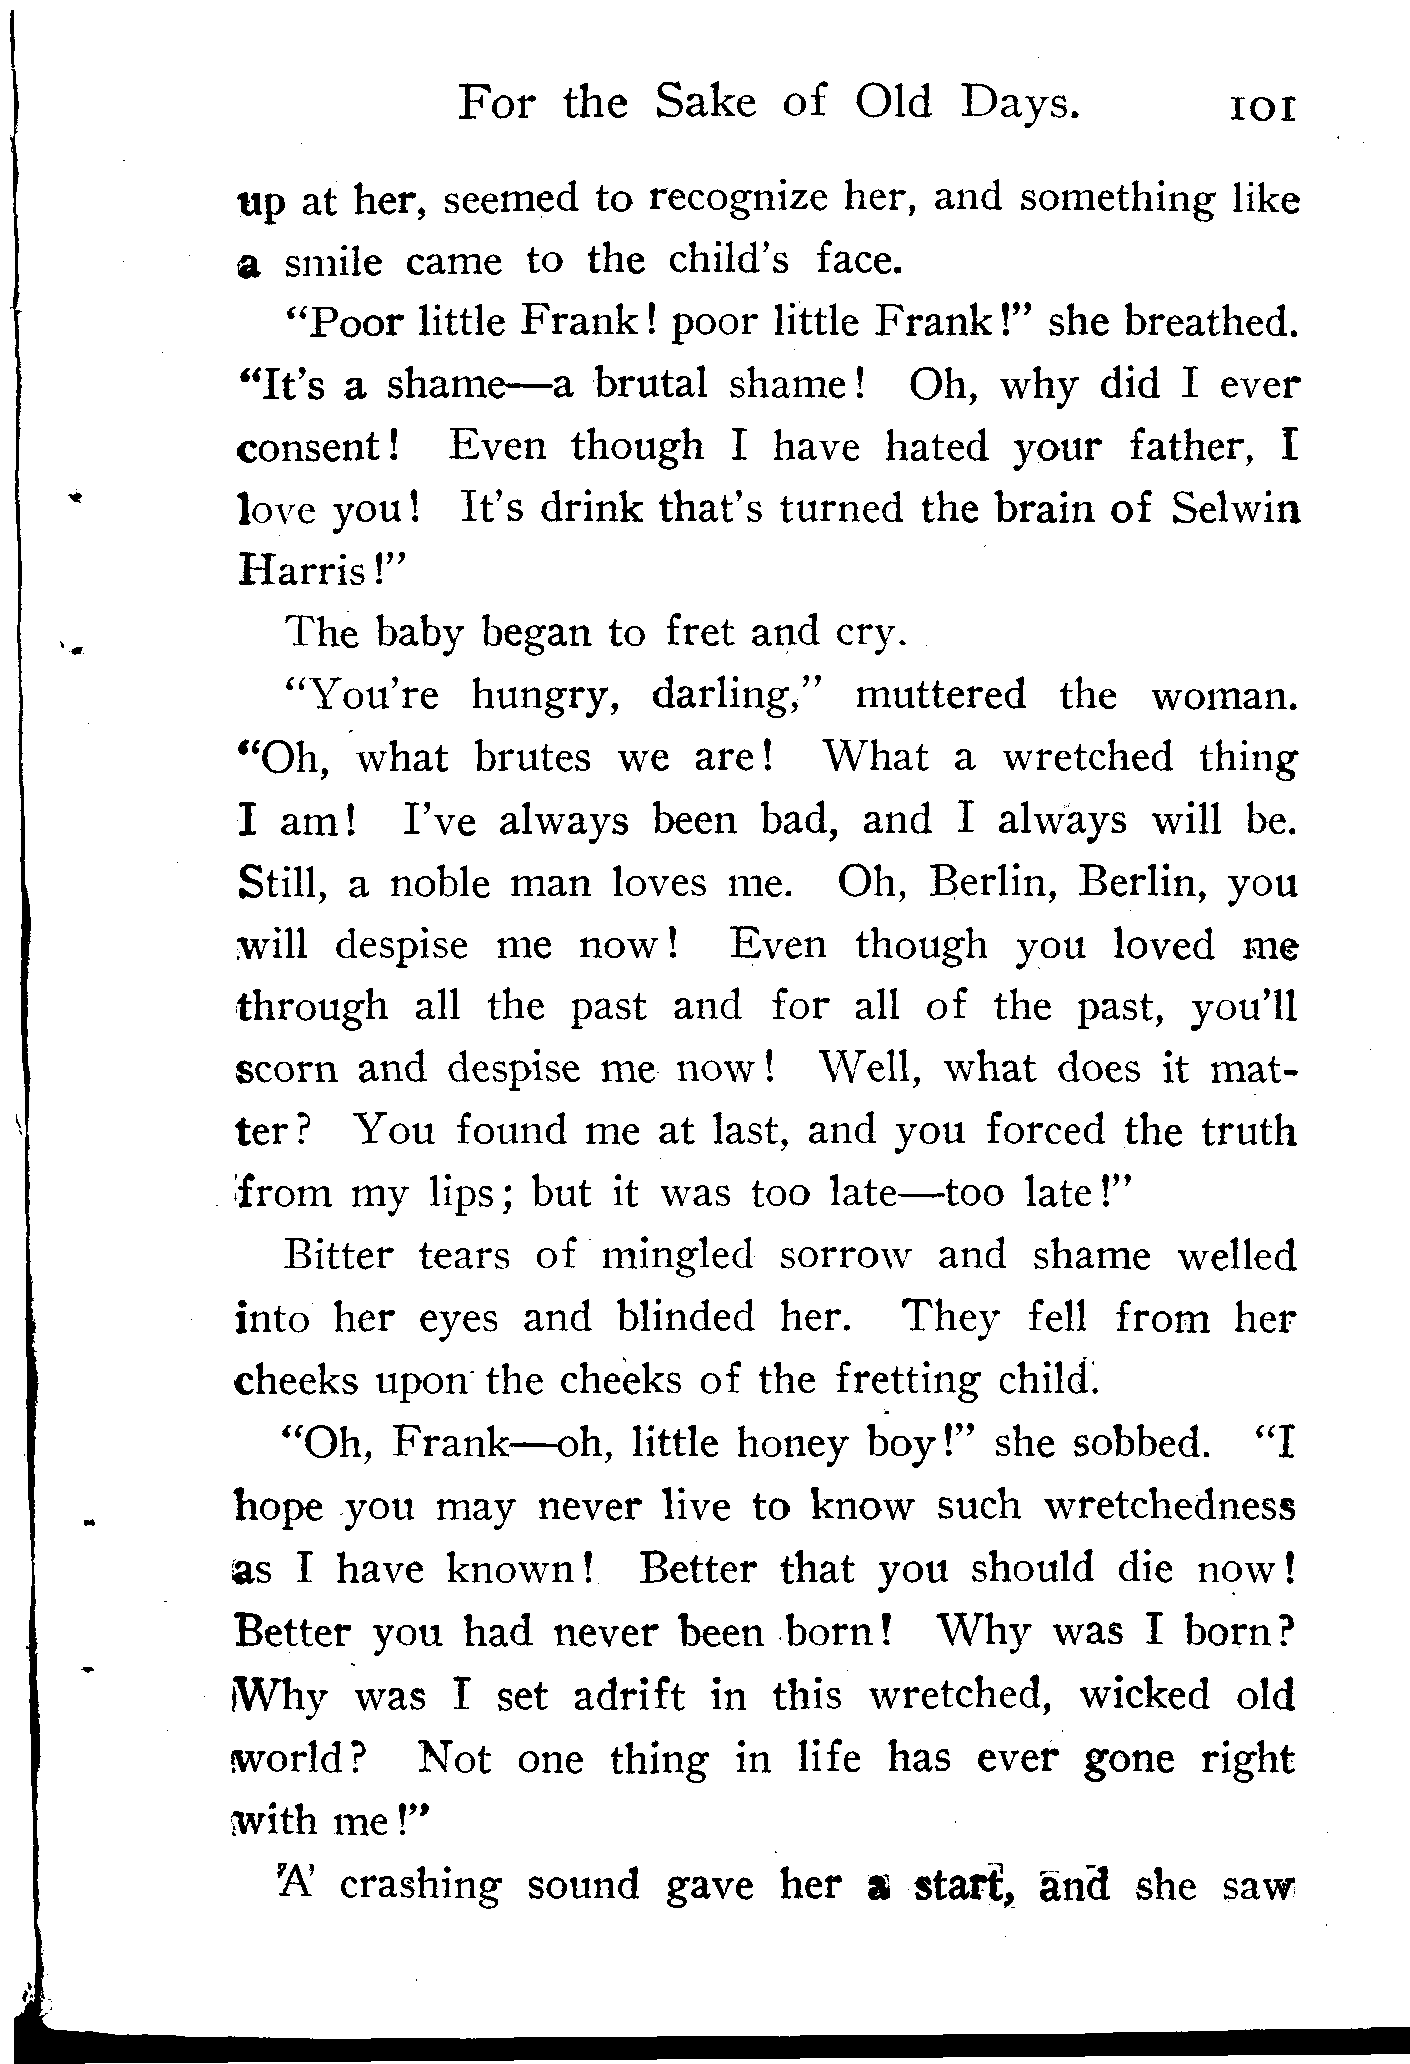 For the Sake of Old Days. 101
up at her, seemed to recognize her, and something like
a smile came to the child's face.
"Poor little Frank! poor little Frank!" she breathed.
"It's a shame—a brutal shame! Oh, why did I ever
consent! Even though I have hated your father, I
love you! It's drink that's turned the brain of Selwin
Harris!"
The baby began to fret and cry.
"You're hungry, darling," muttered the woman.
"Oh, what brutes we are! What a wretched thing
I am! I've always been bad, and I always will be.
Still, a noble man loves me. Oh, Berlin, Berlin, you
will despise me now! Even though you loved me
through all the past and for all of the past, you'll
scorn and despise me now! Well, what does it mat-
ter? You found me at last, and you forced the truth
from my lips; but it was too late—too late!"
Bitter tears of mingled sorrow and shame welled
into her eyes and blinded her. They fell from her
cheeks upon the cheeks of the fretting child.
"Oh, Frank—oh, little honey boy!" she sobbed. "I
hope you may never live to know such wretchedness
as I have known! Better that you should die now!
Better you had never been born! Why was I born?
Why was I set adrift in this wretched, wicked old
world? Not one thing in life has ever gone right
with me!"
A crashing sound gave her a start, and she saw